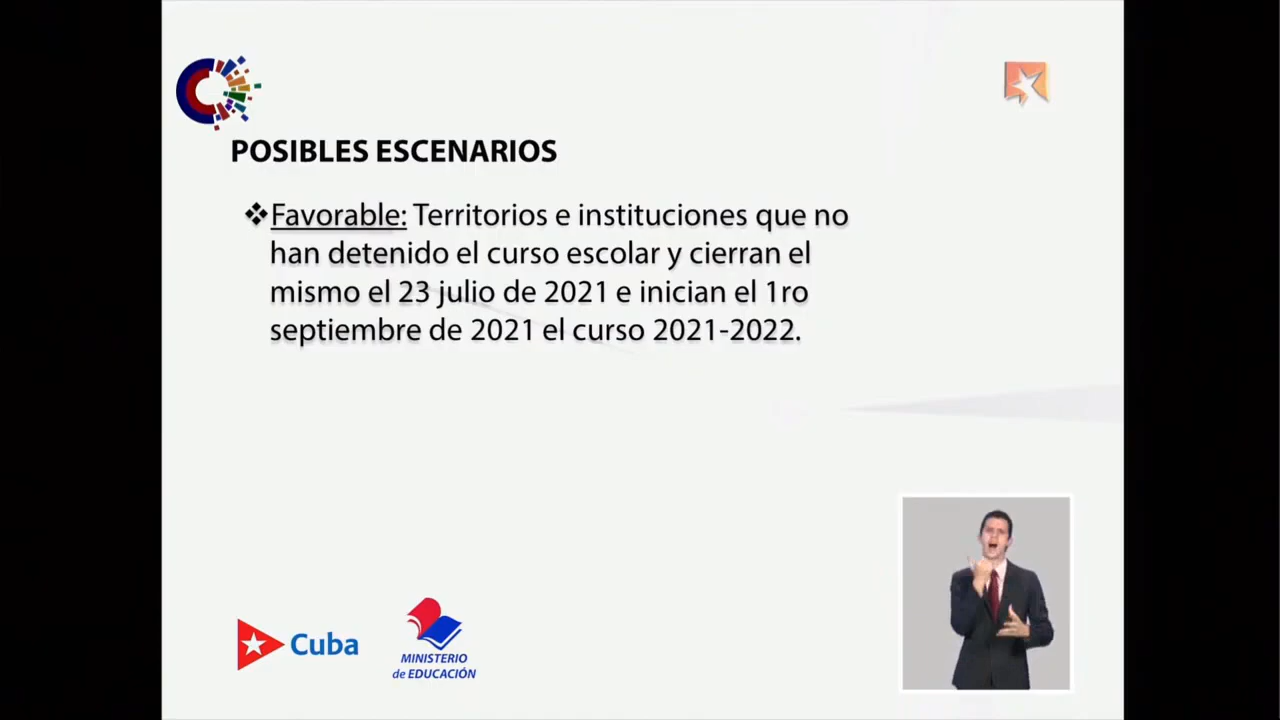 POSIBLES ESCENARIOS
❖Favorable: Territorios e instituciones que no
han detenido el curso escolar y cierran el
mismo el 23 julio de 2021 e inician el 1ro
septiembre de 2021 el curso 2021-2022.
Cuba
MINISTERIO
de EDUCACIÓN